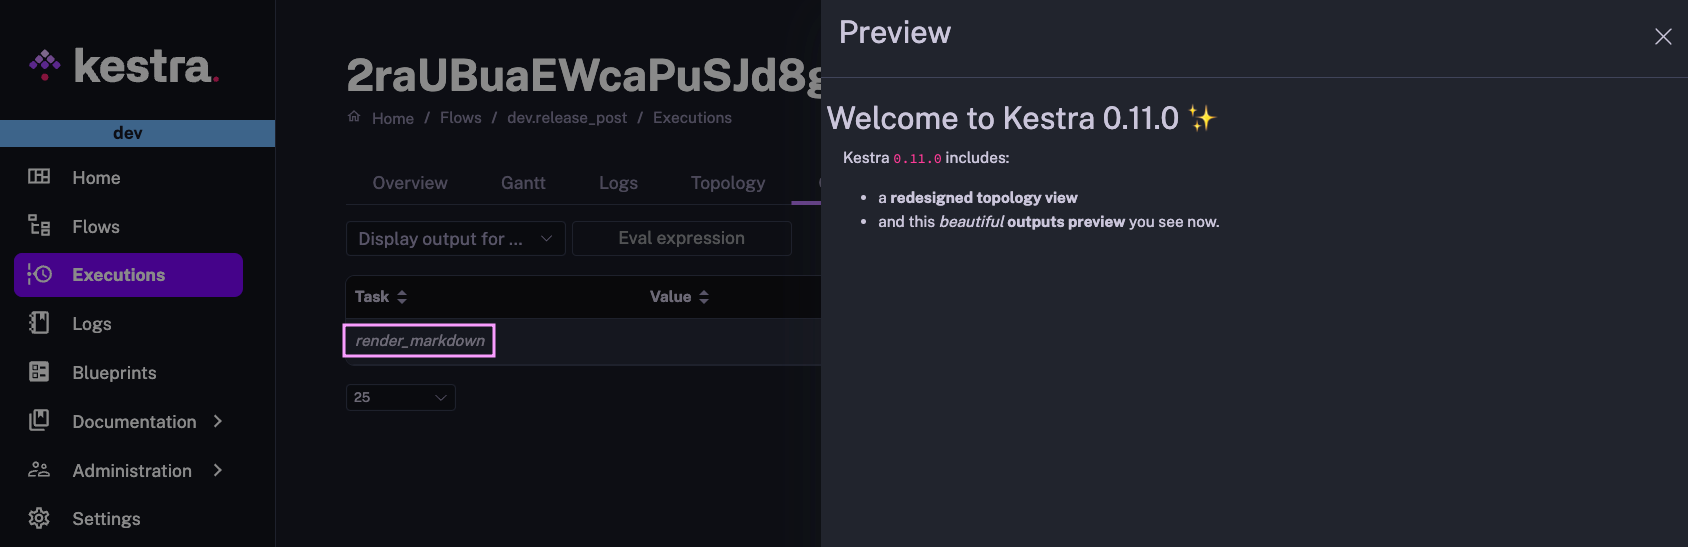 kestra
dev
Home
Flows
Executions
Logs
Blueprints
Documentation
Administration
Settings
2raUBuaEWcaPuSJd8g
Home / Flows / dev.release_post / Executions
Overview Gantt Logs Topology
Display output for ... Eval expression
Task Value
render_markdown
25
Preview
Welcome to Kestra 0.11.0 ✨
Kestra 0.11.0 includes:
• a redesigned topology view
• and this beautiful outputs preview you see now.